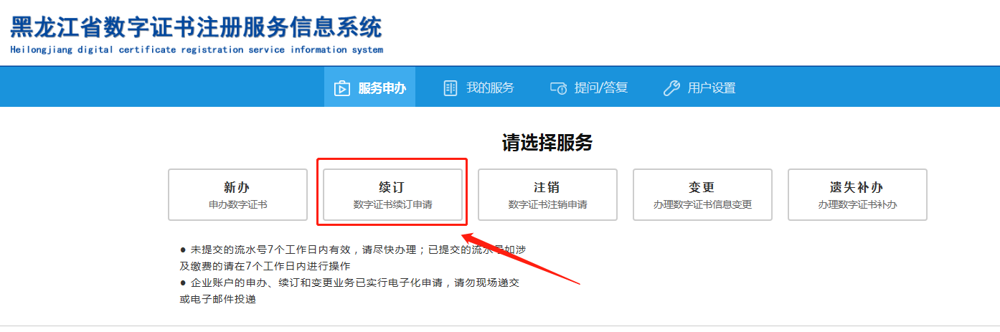 黑龙江省数字证书注册服务信息系统
Heilongjiang digital certificate registration service information system
服务申办 我的服务 提问/答复 用户设置
请选择服务
新办 续订 注销 变更 遗失补办
申办数字证书 数字证书续订申请 数字证书注销申请 办理数字证书信息变更 办理数字证书补办
● 未提交的流水号7个工作日内有效，请尽快办理；已提交的流水号如涉
及缴费的请在7个工作日内进行操作
● 企业账户的申办、续订和变更业务已实行电子化申请，请勿现场递交
或电子邮件投递